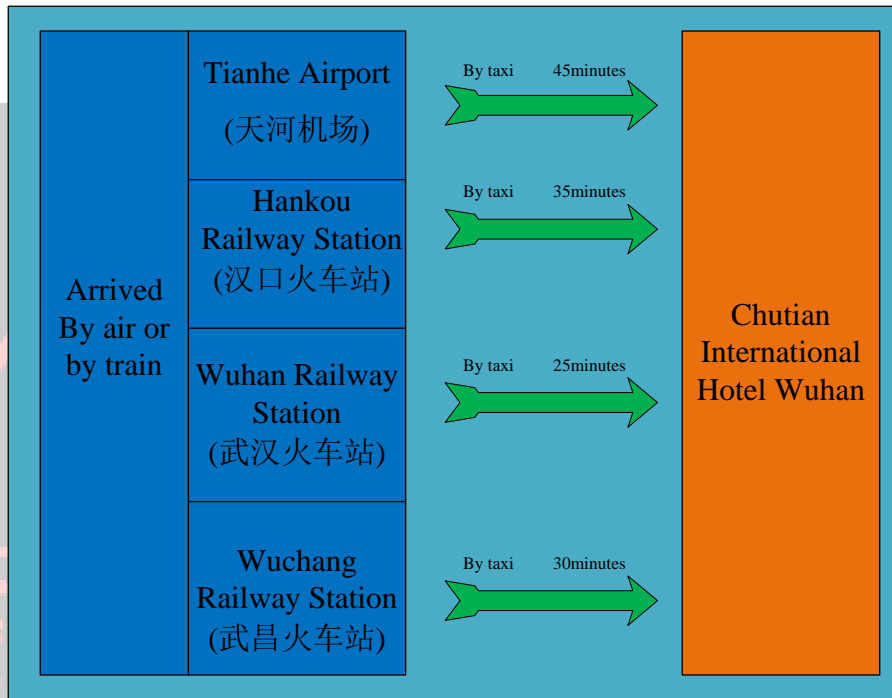 Arrived
By air or
by train
Tianhe Airport
(天河机场)
By taxi 45minutes
Hankou
Railway Station
(汉口火车站)
By taxi 35minutes
Wuhan Railway
Station
(武汉火车站)
By taxi 25minutes
Wuchang
Railway Station
(武昌火车站)
By taxi 30minutes
Chutian
International
Hotel Wuhan